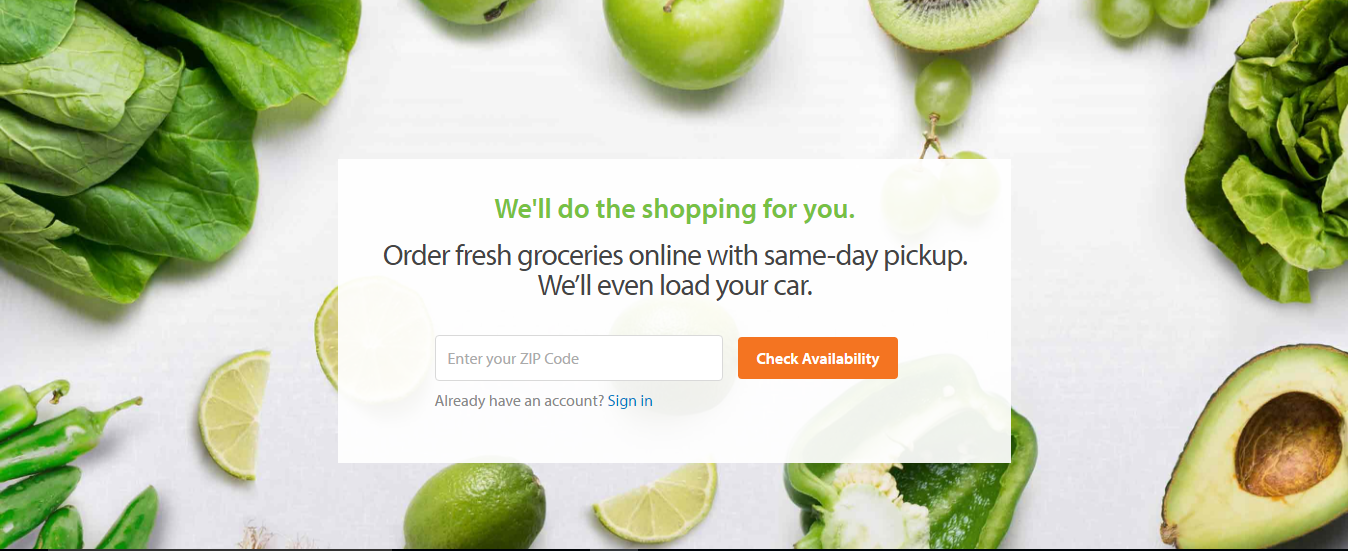 We'll do the shopping for you.
Order fresh groceries online with same-day pickup.
We’ll even load your car.
Enter your ZIP Code
Check Availability
Already have an account? Sign in